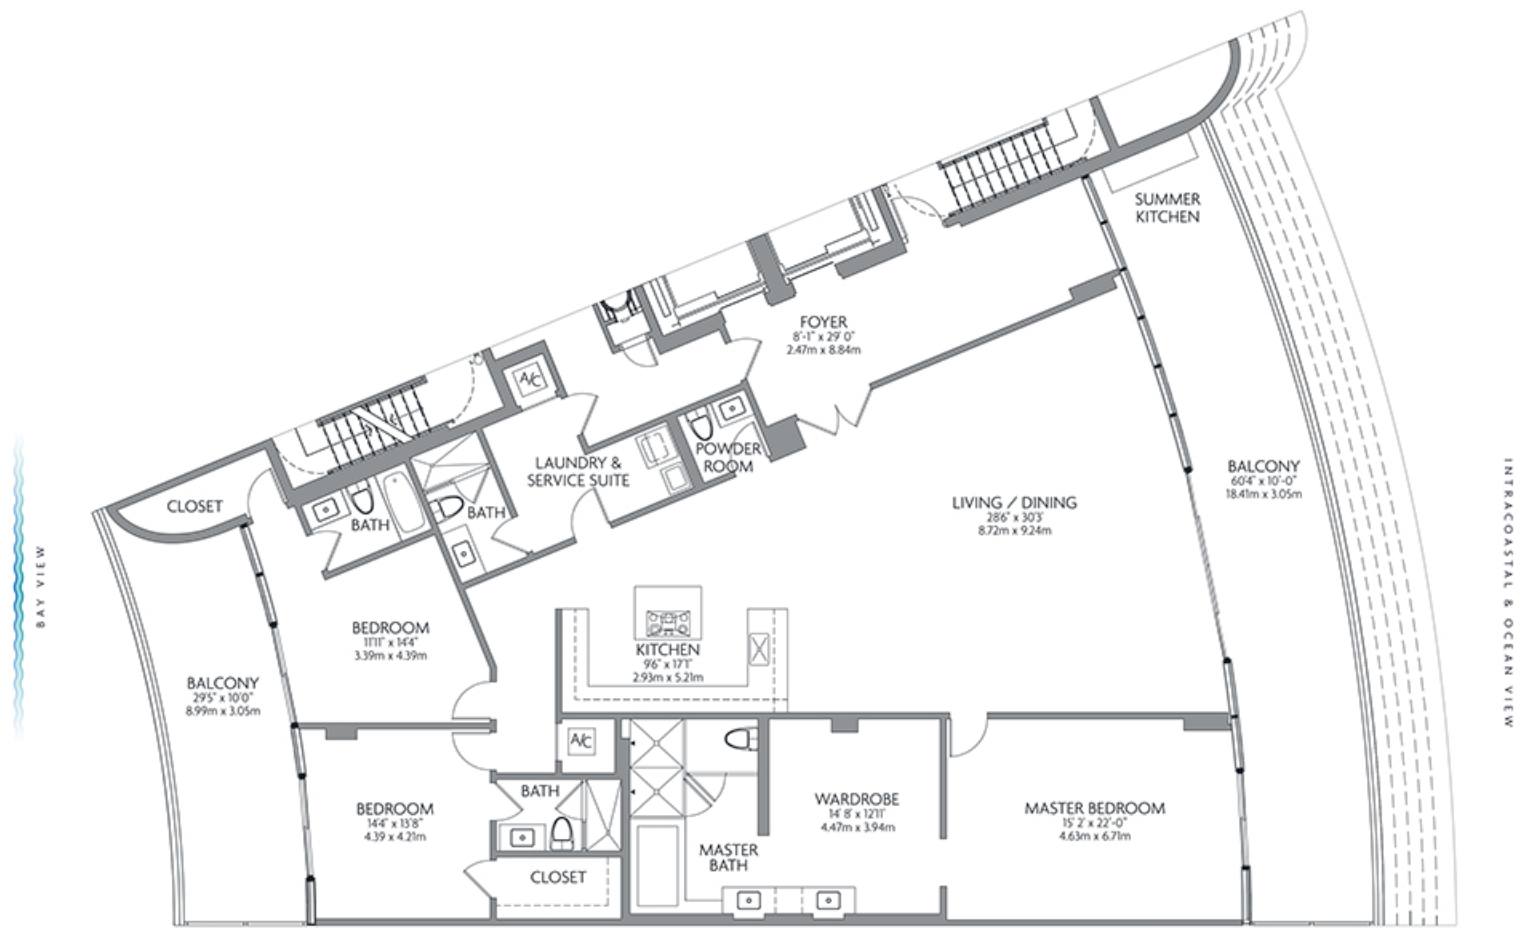 SUMMER
KITCHEN
FOYER
8'-1" x 29' 0"
2.47m x 8.84m
A/C
POWDER
ROOM
LAUNDRY &
SERVICE SUITE
BALCONY
60'4" x 10'-0"
18.41m x 3.05m
CLOSET
BATH
BATH
LIVING / DINING
28'6" x 30'3"
8.72m x 9.24m
BAY VIEW
INTRACOASTAL & OCEAN VIEW
BEDROOM
11'11" x 14'4"
3.39m x 4.39m
KITCHEN
9'6" x 17'1"
2.93m x 5.21m
BALCONY
29'5" x 10'0"
8.99m x 3.05m
A/C
BATH
BEDROOM
14'4" x 13'8"
4.39 x 4.21m
WARDROBE
14' 8" x 12'11"
4.47m x 3.94m
MASTER BEDROOM
15' 2" x 22'-0"
4.63m x 6.71m
MASTER
BATH
CLOSET